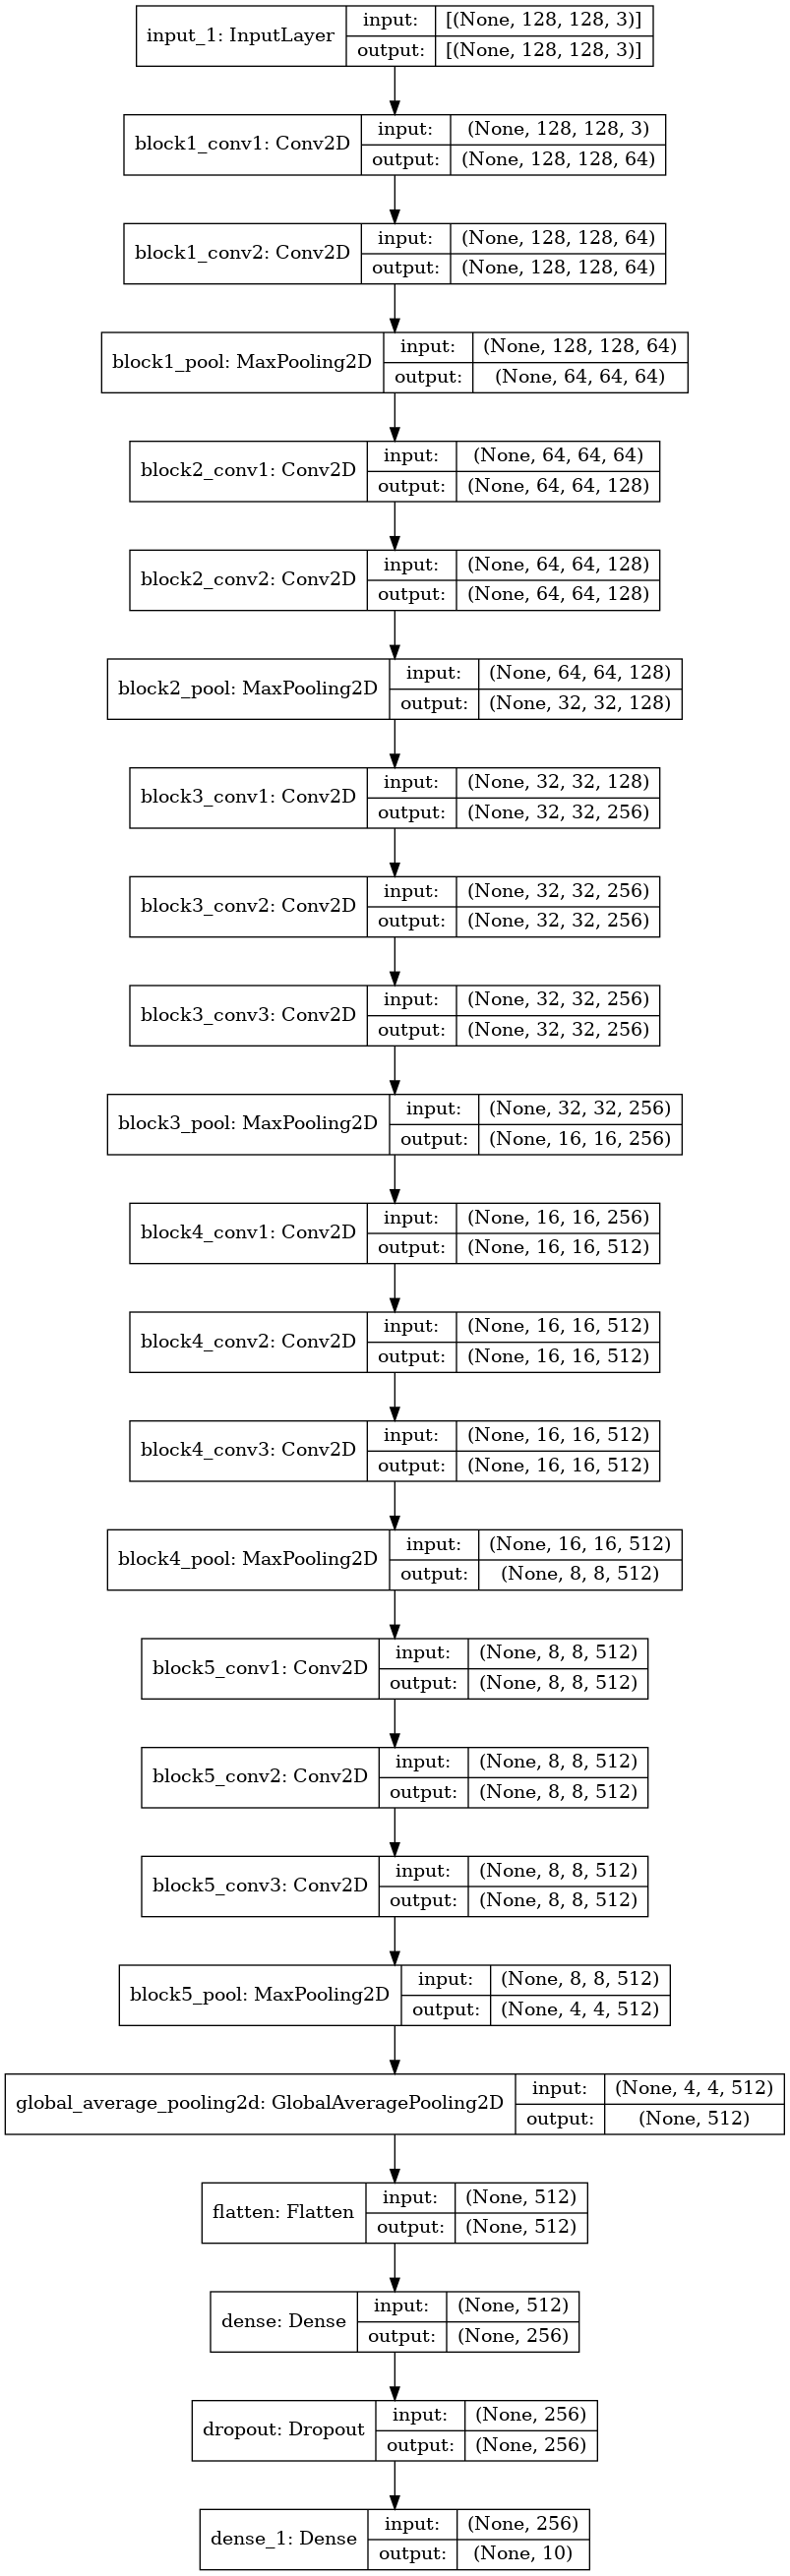 input_1: InputLayer
input: [(None, 128, 128, 3)]
output: [(None, 128, 128, 3)]
block1_conv1: Conv2D
input: (None, 128, 128, 3)
output: (None, 128, 128, 64)
block1_conv2: Conv2D
input: (None, 128, 128, 64)
output: (None, 128, 128, 64)
block1_pool: MaxPooling2D
input: (None, 128, 128, 64)
output: (None, 64, 64, 64)
block2_conv1: Conv2D
input: (None, 64, 64, 64)
output: (None, 64, 64, 128)
block2_conv2: Conv2D
input: (None, 64, 64, 128)
output: (None, 64, 64, 128)
block2_pool: MaxPooling2D
input: (None, 64, 64, 128)
output: (None, 32, 32, 128)
block3_conv1: Conv2D
input: (None, 32, 32, 128)
output: (None, 32, 32, 256)
block3_conv2: Conv2D
input: (None, 32, 32, 256)
output: (None, 32, 32, 256)
block3_conv3: Conv2D
input: (None, 32, 32, 256)
output: (None, 32, 32, 256)
block3_pool: MaxPooling2D
input: (None, 32, 32, 256)
output: (None, 16, 16, 256)
block4_conv1: Conv2D
input: (None, 16, 16, 256)
output: (None, 16, 16, 512)
block4_conv2: Conv2D
input: (None, 16, 16, 512)
output: (None, 16, 16, 512)
block4_conv3: Conv2D
input: (None, 16, 16, 512)
output: (None, 16, 16, 512)
block4_pool: MaxPooling2D
input: (None, 16, 16, 512)
output: (None, 8, 8, 512)
block5_conv1: Conv2D
input: (None, 8, 8, 512)
output: (None, 8, 8, 512)
block5_conv2: Conv2D
input: (None, 8, 8, 512)
output: (None, 8, 8, 512)
block5_conv3: Conv2D
input: (None, 8, 8, 512)
output: (None, 8, 8, 512)
block5_pool: MaxPooling2D
input: (None, 8, 8, 512)
output: (None, 4, 4, 512)
global_average_pooling2d: GlobalAveragePooling2D
input: (None, 4, 4, 512)
output: (None, 512)
flatten: Flatten
input: (None, 512)
output: (None, 512)
dense: Dense
input: (None, 512)
output: (None, 256)
dropout: Dropout
input: (None, 256)
output: (None, 256)
dense_1: Dense
input: (None, 256)
output: (None, 10)